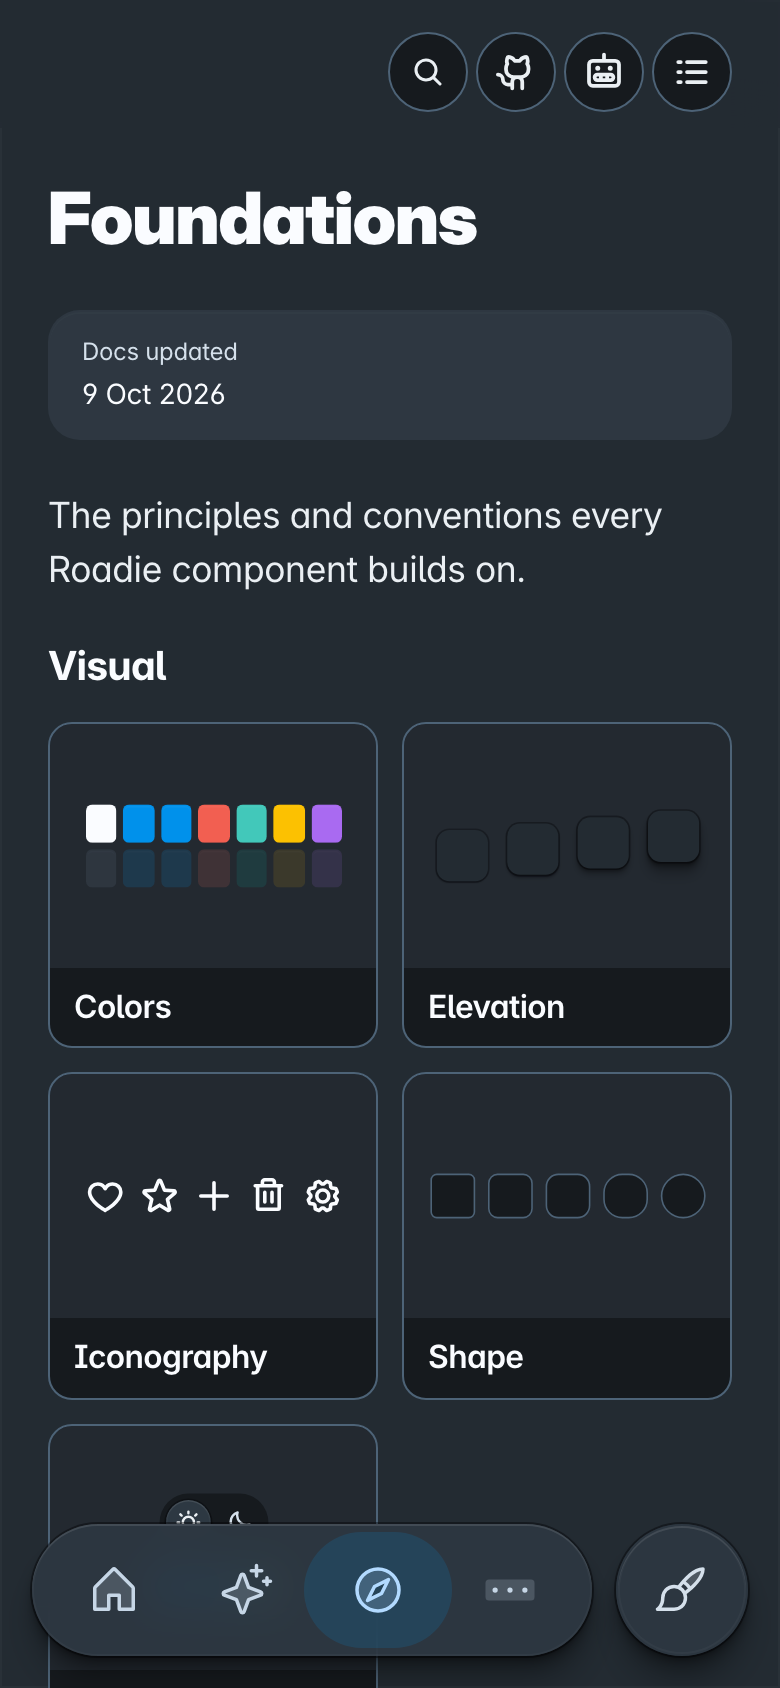 Foundations
Docs updated
9 Oct 2026
The principles and conventions every
Roadie component builds on.
Visual
Colors
Elevation
Iconography
Shape